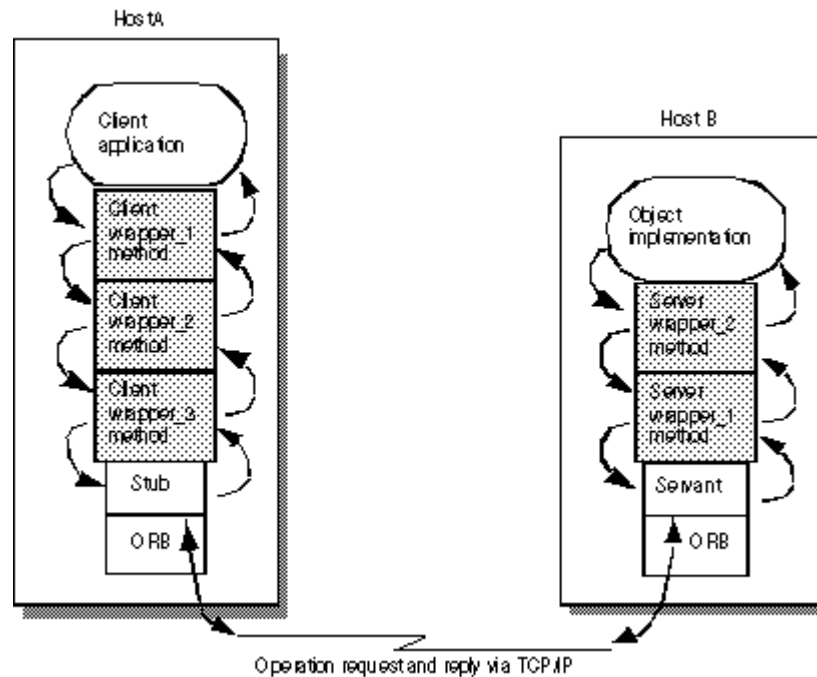 HostA
Client
application
Client
wrapper_1
method
Client
wrapper_2
method
Client
wrapper_3
method
Stub
ORB
Host B
Object
implementation
Server
wrapper_2
method
Server
wrapper_1
method
Servant
ORB
Operation request and reply via TCP/IP